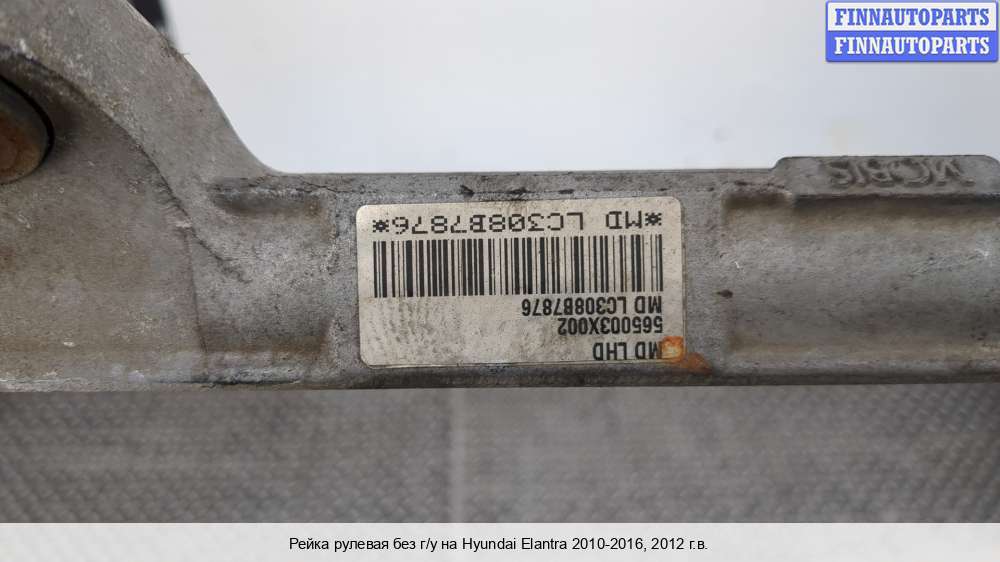 FINNAUTOPARTS
FINNAUTOPARTS
MD LHD
565003X002
MD LC308B7876
*MD LC308B7876*
Рейка рулевая без г/у на Hyundai Elantra 2010-2016, 2012 г.в.